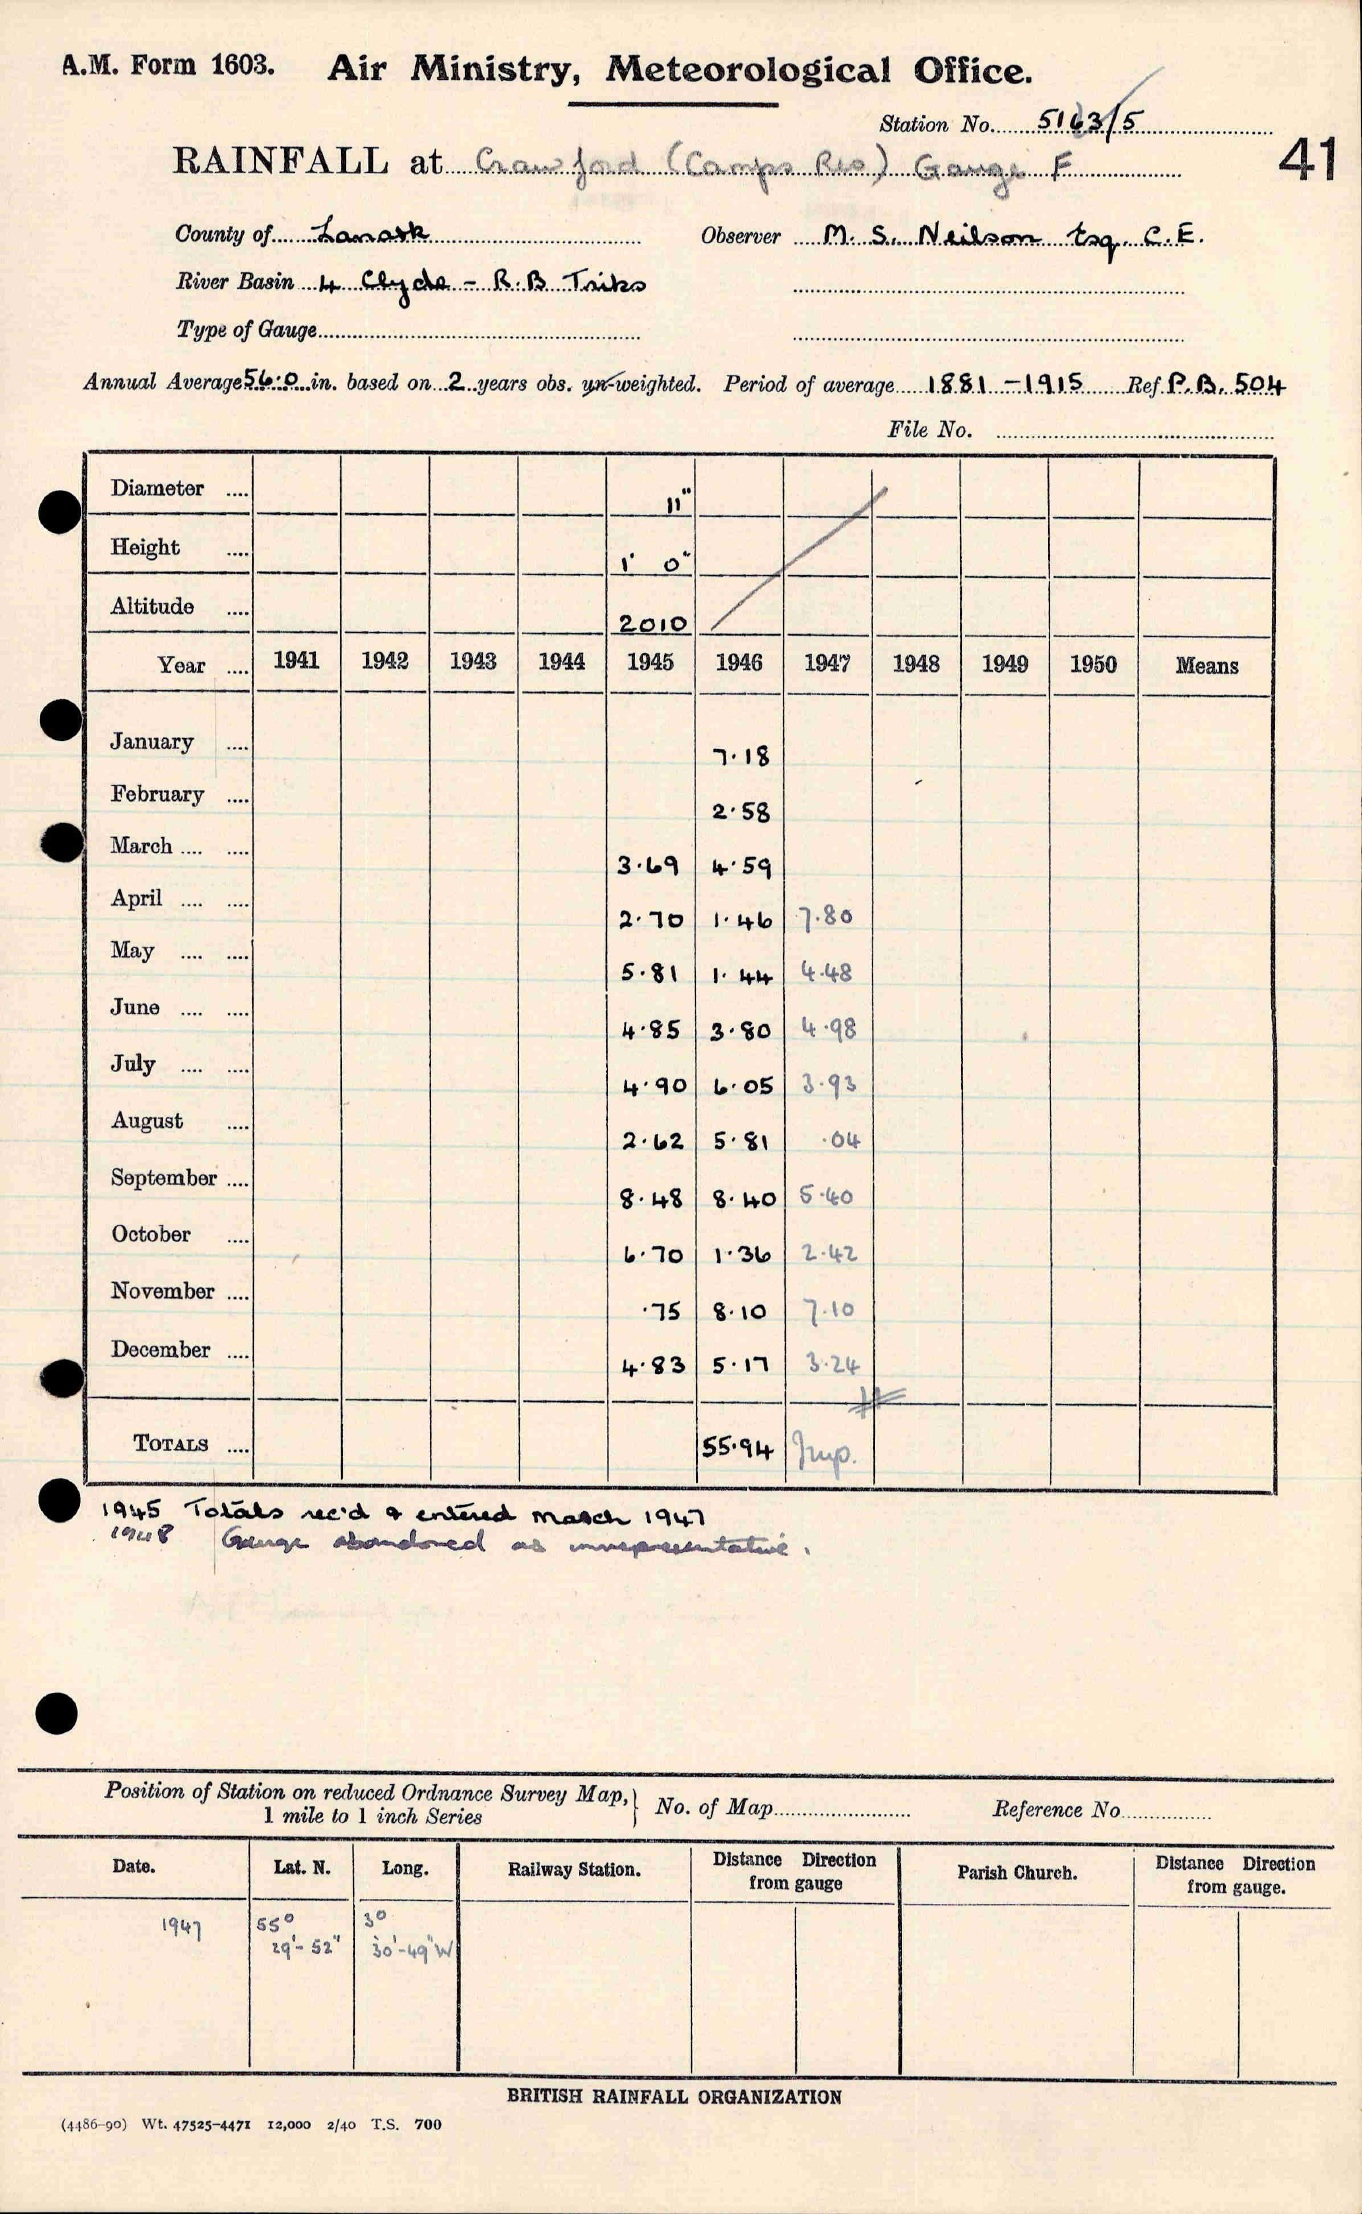 A.M. Form 1603. Air Ministry, Meteorological Office.
Station No. 5163/5
41
RAINFALL at Crawford (Camps Res) Gauge F
County of Lanark Observer M. S. Neilson Esq. C.E.
River Basin 4 Clyde - R.B Tribs
Type of Gauge
Annual Average 56.0 in. based on 2 years obs. un-weighted. Period of average 1881-1915 Ref. P.B. 504
File No.
Diameter .... 11"
Height .... 1' 0"
Altitude .... 2010
Year .... 1941 1942 1943 1944 1945 1946 1947 1948 1949 1950 Means
January .... 7.18
February .... 2.58
March .... .... 3.69 4.59
April .... .... 2.70 1.46 7.80
May .... .... 5.81 1.44 4.48
June .... .... 4.85 3.80 4.98
July .... .... 4.90 6.05 3.93
August .... 2.62 5.81 .04
September .... 8.48 8.40 5.40
October .... 6.70 1.36 2.42
November .... .75 8.10 7.10
December .... 4.83 5.17 3.24
TOTALS .... 55.94 Imp.
1945 Totals rec'd & entered March 1947
1948 Gauge abandoned as unrepresentative.
Position of Station on reduced Ordnance Survey Map, 1 mile to 1 inch Series } No. of Map Reference No.
Date. Lat. N. Long. Railway Station. Distance Direction from gauge Parish Church. Distance Direction from gauge.
1947 55° 3°
29'-52" 30'-49"W
BRITISH RAINFALL ORGANIZATION
(4486-90) Wt. 47525-4471 12,000 2/40 T.S. 700